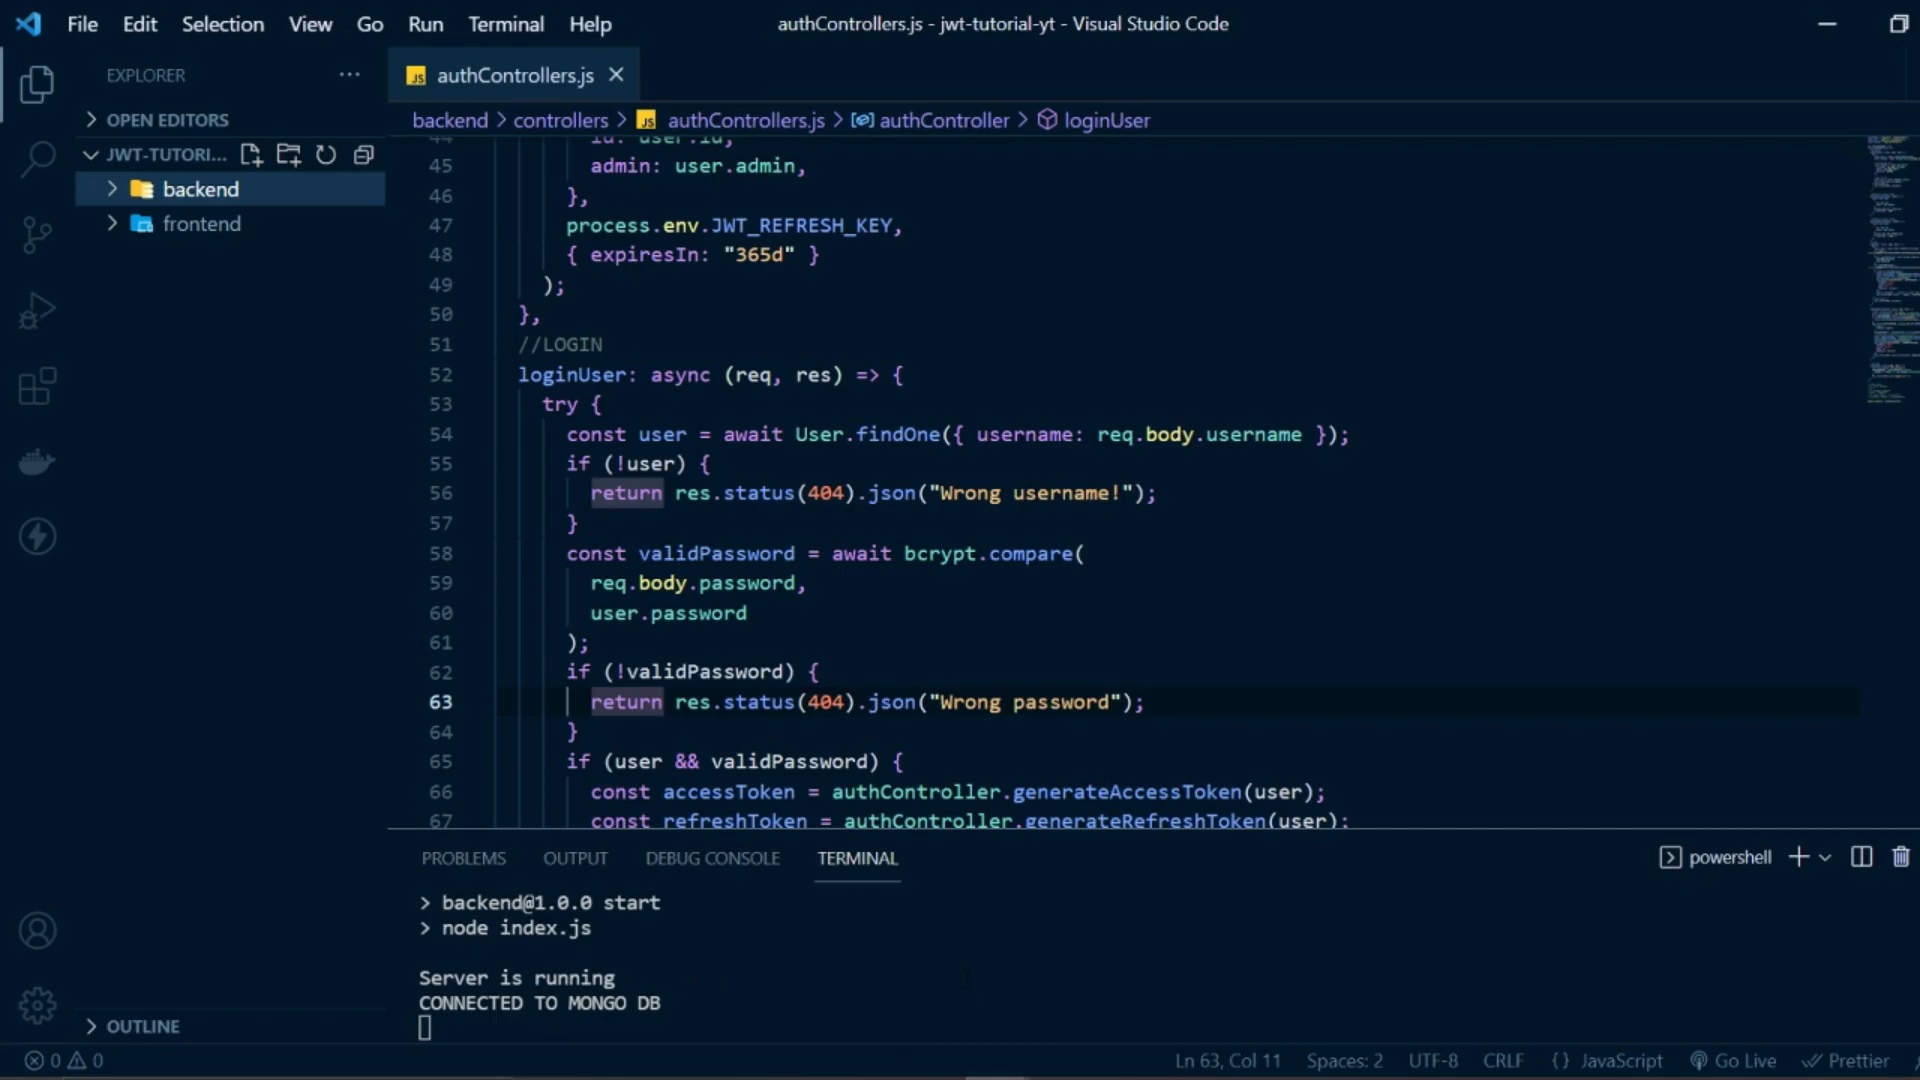 File Edit Selection View Go Run Terminal Help
authControllers.js - jwt-tutorial-yt - Visual Studio Code
EXPLORER
OPEN EDITORS
JWT-TUTORI...
backend
frontend
OUTLINE
JS authControllers.js
backend > controllers > JS authControllers.js > authController > loginUser
44 id: user.id,
45 admin: user.admin,
46 },
47 process.env.JWT_REFRESH_KEY,
48 { expiresIn: "365d" }
49 );
50 },
51 //LOGIN
52 loginUser: async (req, res) => {
53 try {
54 const user = await User.findOne({ username: req.body.username });
55 if (!user) {
56 return res.status(404).json("Wrong username!");
57 }
58 const validPassword = await bcrypt.compare(
59 req.body.password,
60 user.password
61 );
62 if (!validPassword) {
63 return res.status(404).json("Wrong password");
64 }
65 if (user && validPassword) {
66 const accessToken = authController.generateAccessToken(user);
67 const refreshToken = authController.generateRefreshToken(user);
PROBLEMS OUTPUT DEBUG CONSOLE TERMINAL
powershell
> backend@1.0.0 start
> node index.js
Server is running
CONNECTED TO MONGO DB
0 0
Ln 63, Col 11 Spaces: 2 UTF-8 CRLF {} JavaScript Go Live Prettier